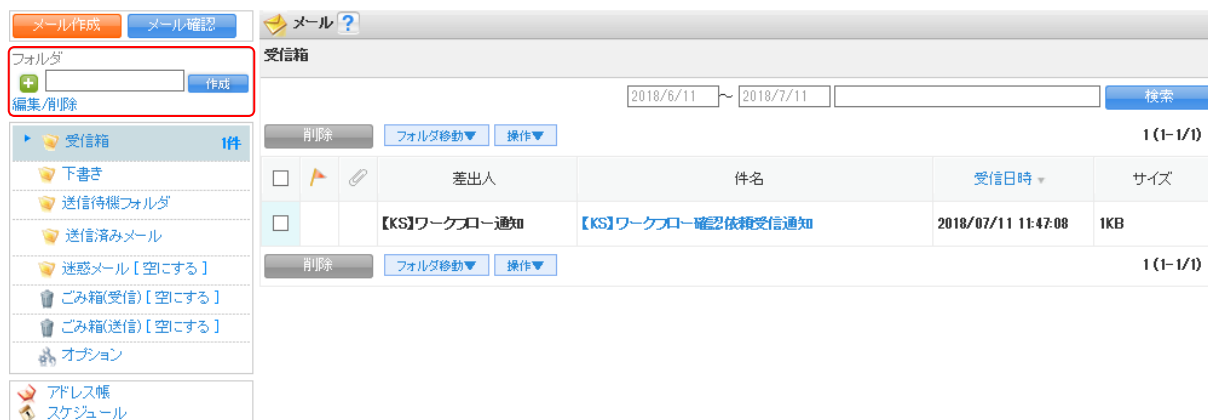 メール作成 メール確認
フォルダ
作成
編集/削除
受信箱 1件
下書き
送信待機フォルダ
送信済みメール
迷惑メール [ 空にする ]
ごみ箱(受信) [ 空にする ]
ごみ箱(送信) [ 空にする ]
オプション
アドレス帳
スケジュール
メール ?
受信箱
2018/6/11 ～ 2018/7/11 検索
削除 フォルダ移動▼ 操作▼ 1 (1-1/1)
差出人 件名 受信日時 ▼ サイズ
【KS】ワークフロー通知 【KS】ワークフロー確認依頼受信通知 2018/07/11 11:47:08 1KB
削除 フォルダ移動▼ 操作▼ 1 (1-1/1)